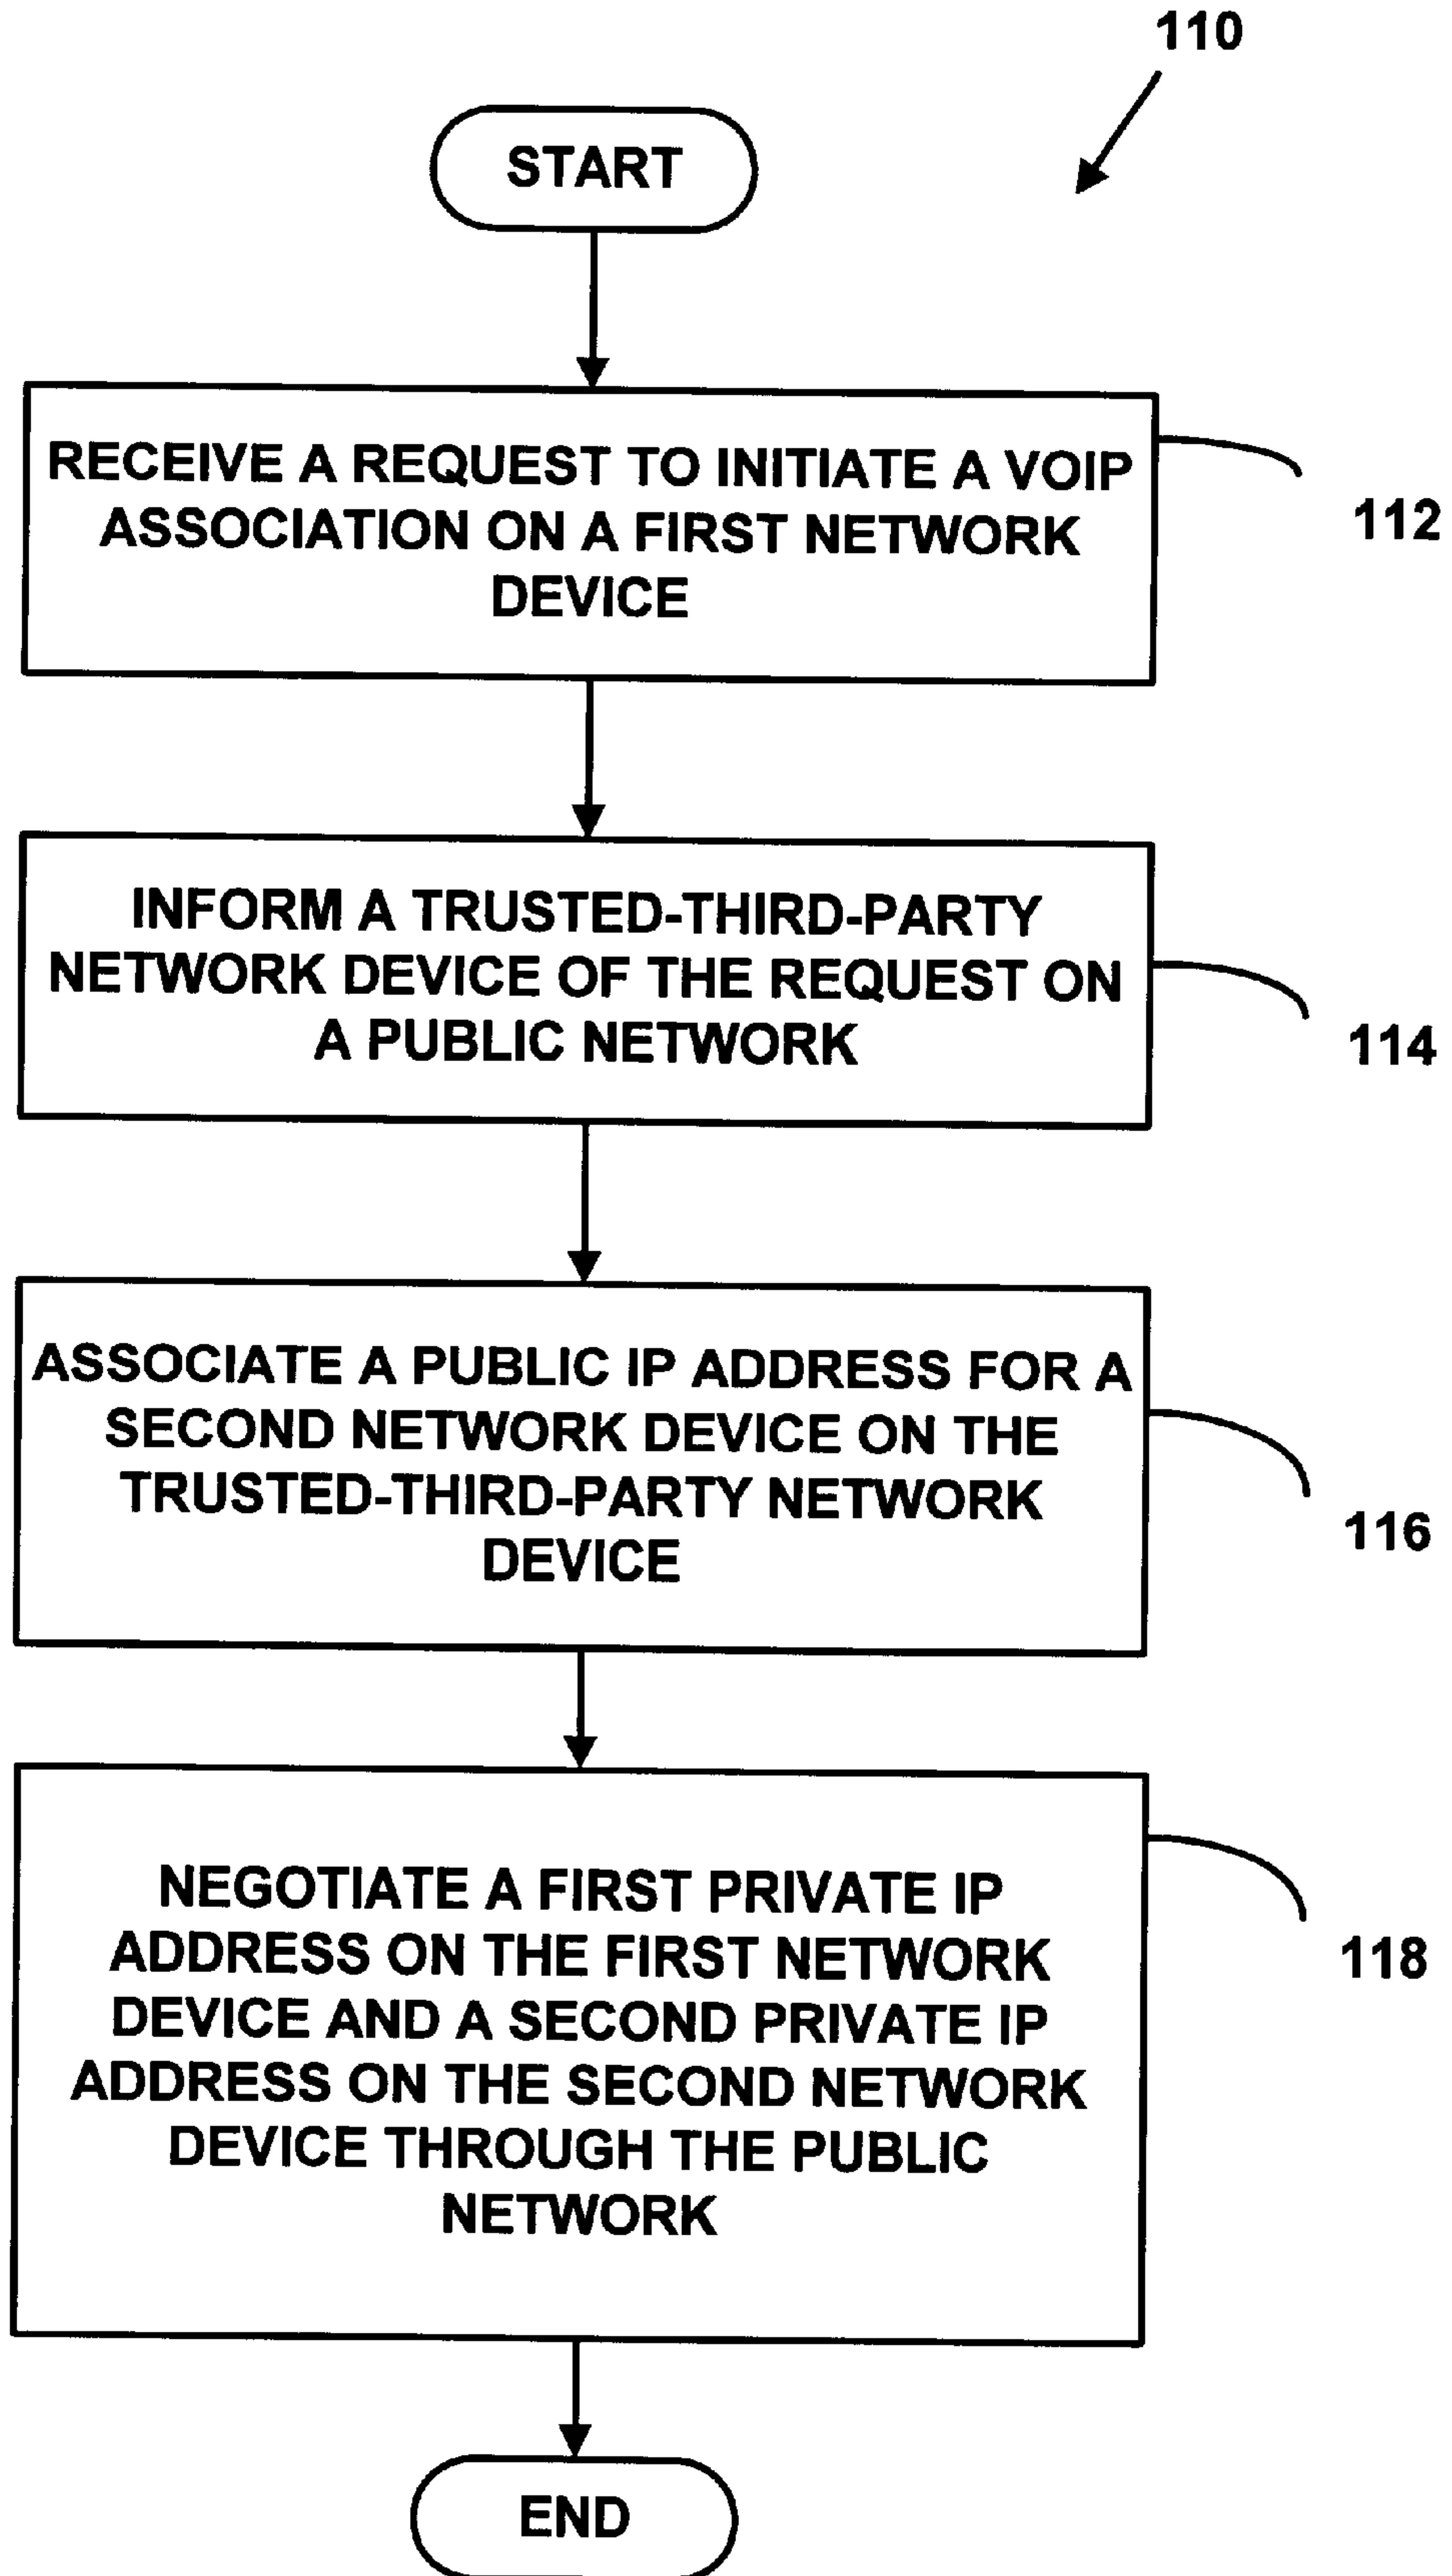 110
START
RECEIVE A REQUEST TO INITIATE A VOIP
ASSOCIATION ON A FIRST NETWORK
DEVICE
112
INFORM A TRUSTED-THIRD-PARTY
NETWORK DEVICE OF THE REQUEST ON
A PUBLIC NETWORK
114
ASSOCIATE A PUBLIC IP ADDRESS FOR A
SECOND NETWORK DEVICE ON THE
TRUSTED-THIRD-PARTY NETWORK
DEVICE
116
NEGOTIATE A FIRST PRIVATE IP
ADDRESS ON THE FIRST NETWORK
DEVICE AND A SECOND PRIVATE IP
ADDRESS ON THE SECOND NETWORK
DEVICE THROUGH THE PUBLIC
NETWORK
118
END